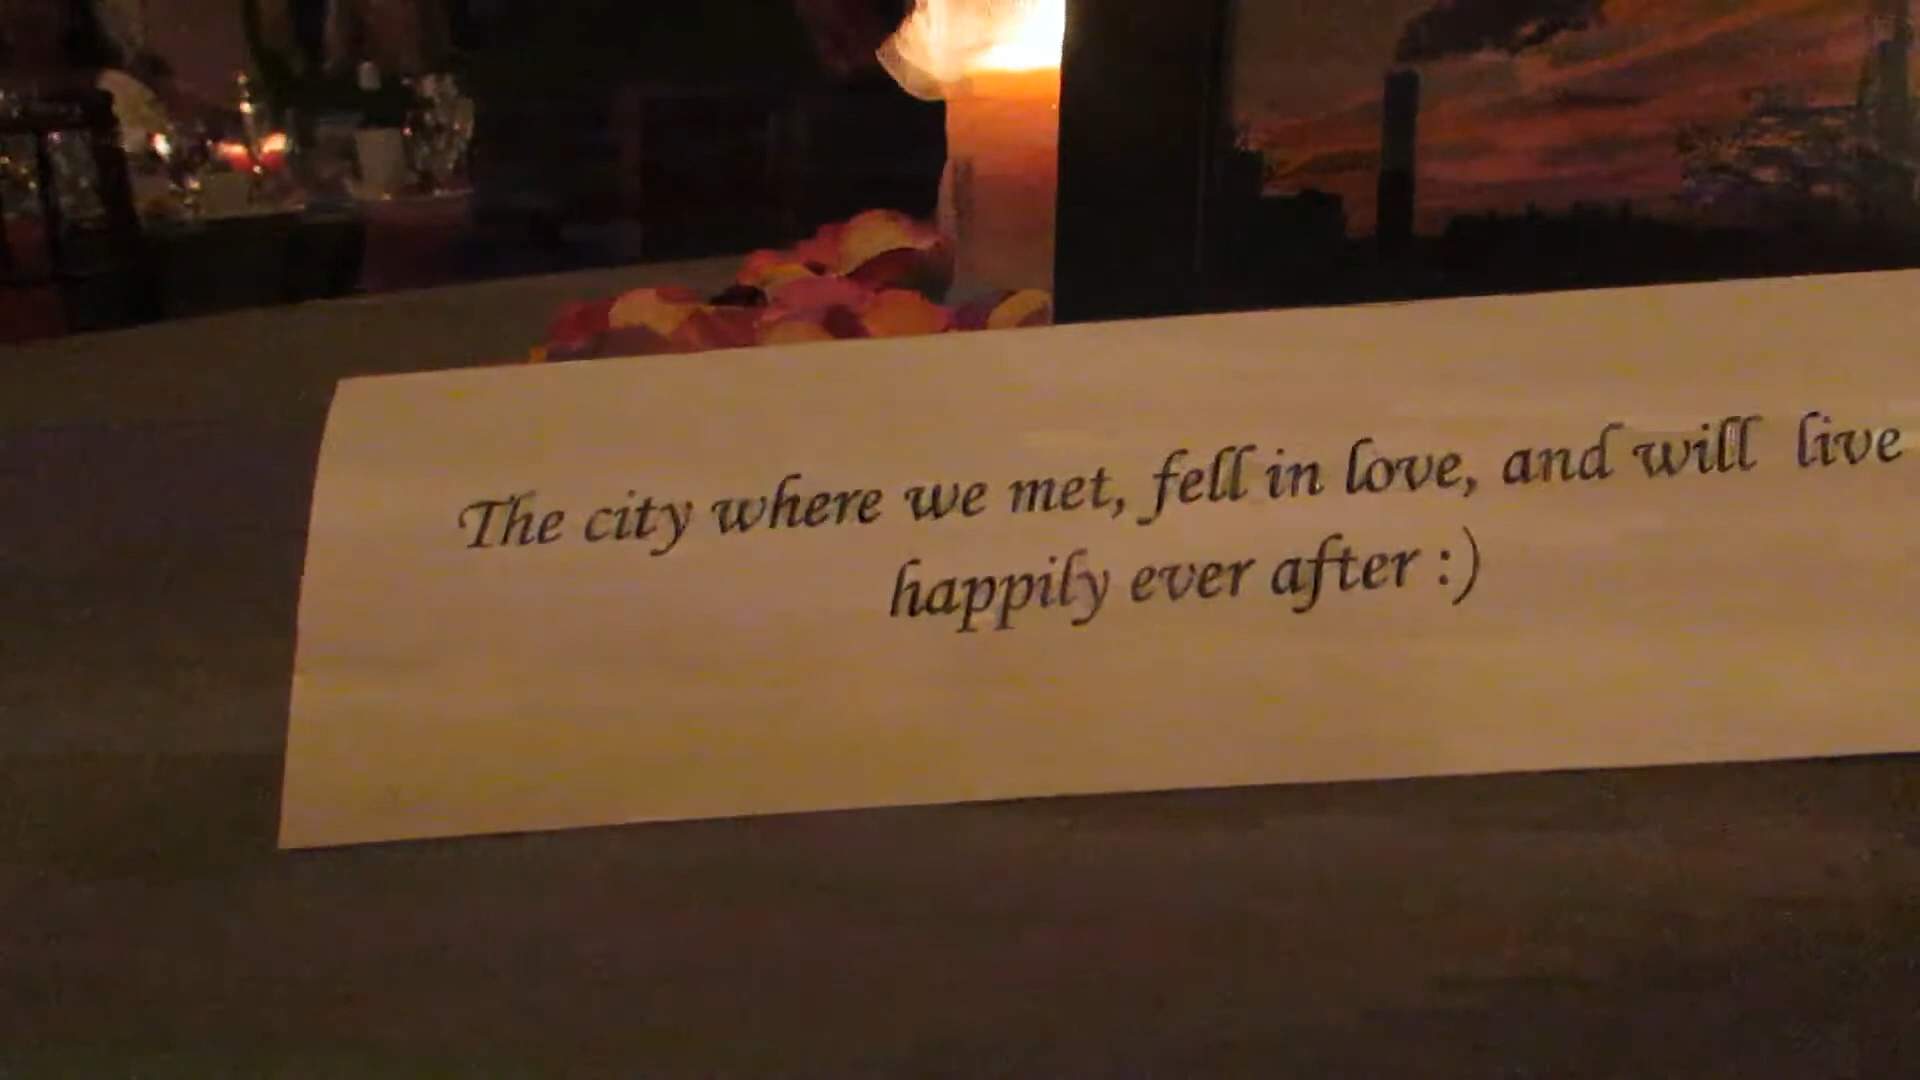 The city where we met, fell in love, and will live
happily ever after :)